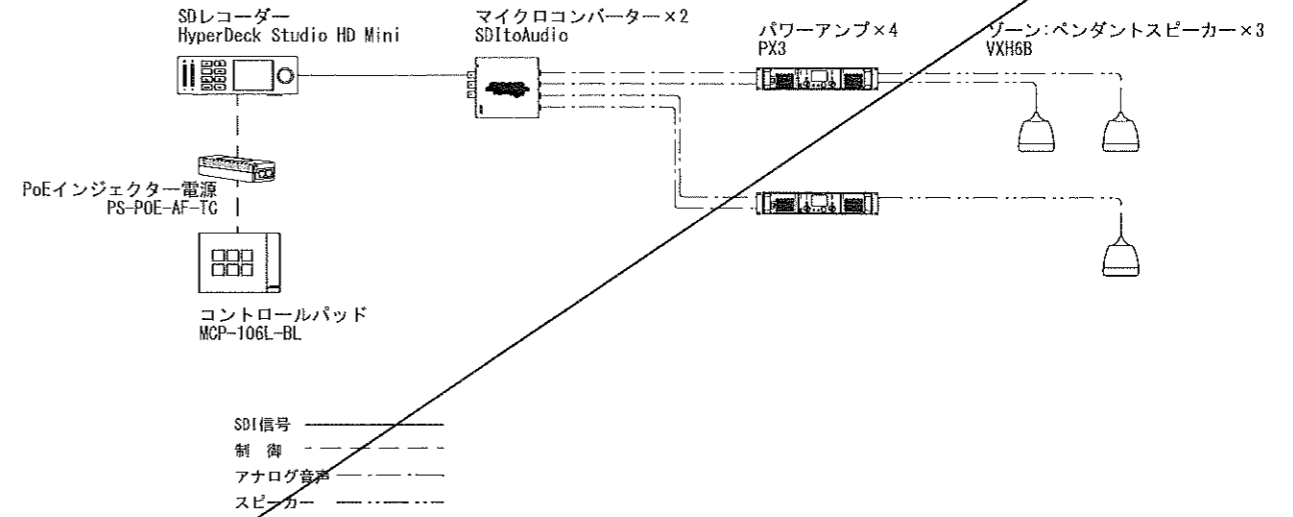 SDレコーダー
HyperDeck Studio HD Mini
マイクロコンバーター×2
SDItoAudio
パワーアンプ×4
PX3
ゾーン:ペンダントスピーカー×3
VXH6B
PoEインジェクター電源
PS-POE-AF-TC
コントロールパッド
MCP-106L-BL
SDI信号
制 御
アナログ音声
スピーカー